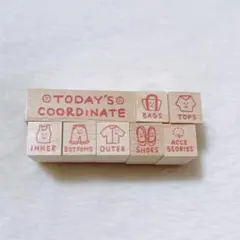 TODAY'S
COORDINATE
BAGS
TOPS
INNER
BOTTOMS
OUTER
SHOES
ACCE
SSORIES